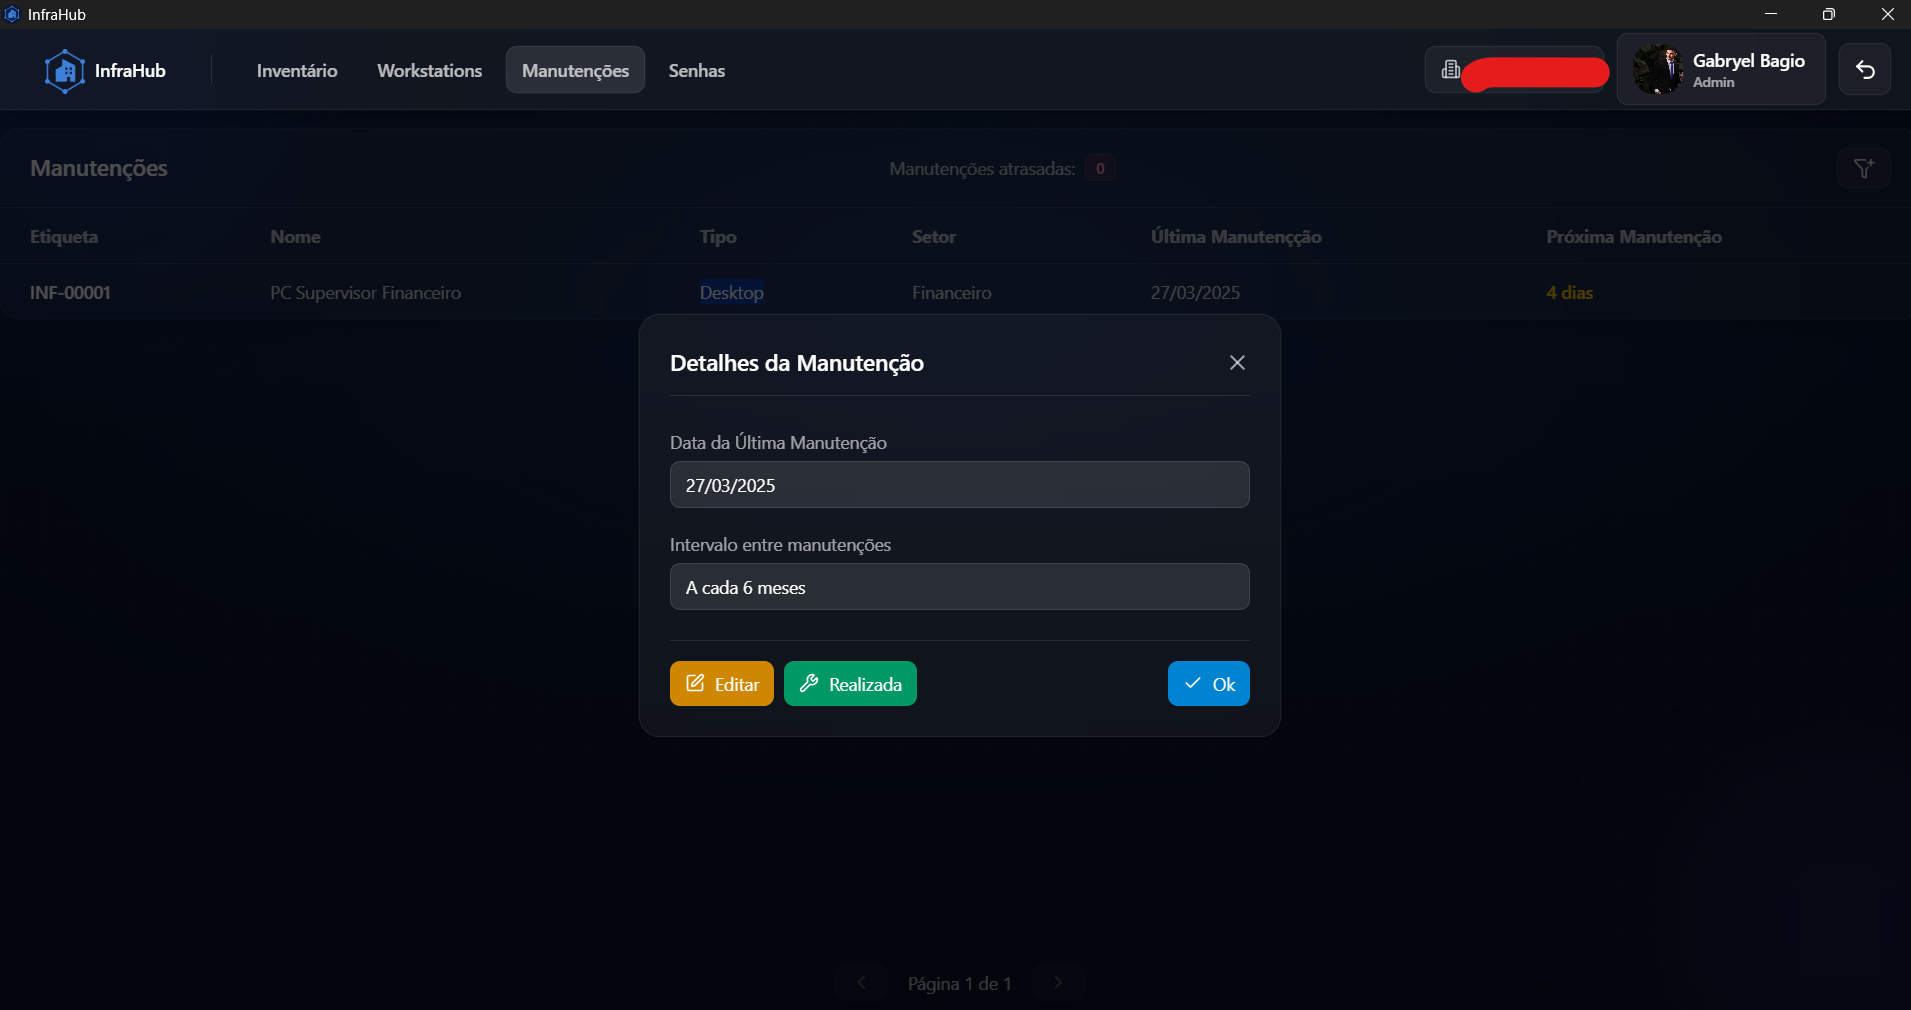 InfraHub
InfraHub
Inventário
Workstations
Manutenções
Senhas
Gabryel Bagio
Admin
Manutenções
Manutenções atrasadas: 0
Etiqueta
Nome
Tipo
Setor
Última Manutencção
Próxima Manutenção
INF-00001
PC Supervisor Financeiro
Desktop
Financeiro
27/03/2025
4 dias
Detalhes da Manutenção
Data da Última Manutenção
27/03/2025
Intervalo entre manutenções
A cada 6 meses
Editar
Realizada
Ok
Página 1 de 1